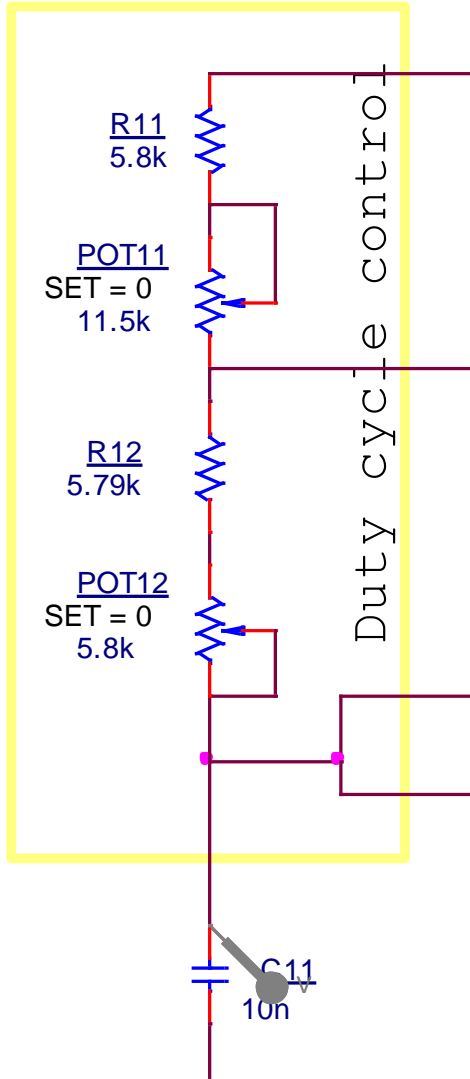 R11
5.8k
POT11
SET = 0
11.5k
R12
5.79k
POT12
SET = 0
5.8k
Duty cycle control
C11
V
10n